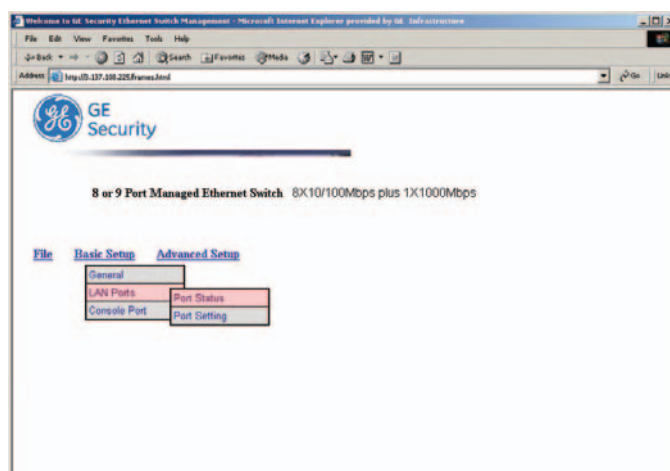 Welcome to GE Security Ethernet Switch Management - Microsoft Internet Explorer provided by GE Infrastructure
File Edit View Favorites Tools Help
Back Search Favorites Media
Address http://3.137.108.225/frames.html Go Links
GE
Security
8 or 9 Port Managed Ethernet Switch 8X10/100Mbps plus 1X1000Mbps
File Basic Setup Advanced Setup
General
LAN Ports Port Status
Console Port Port Setting